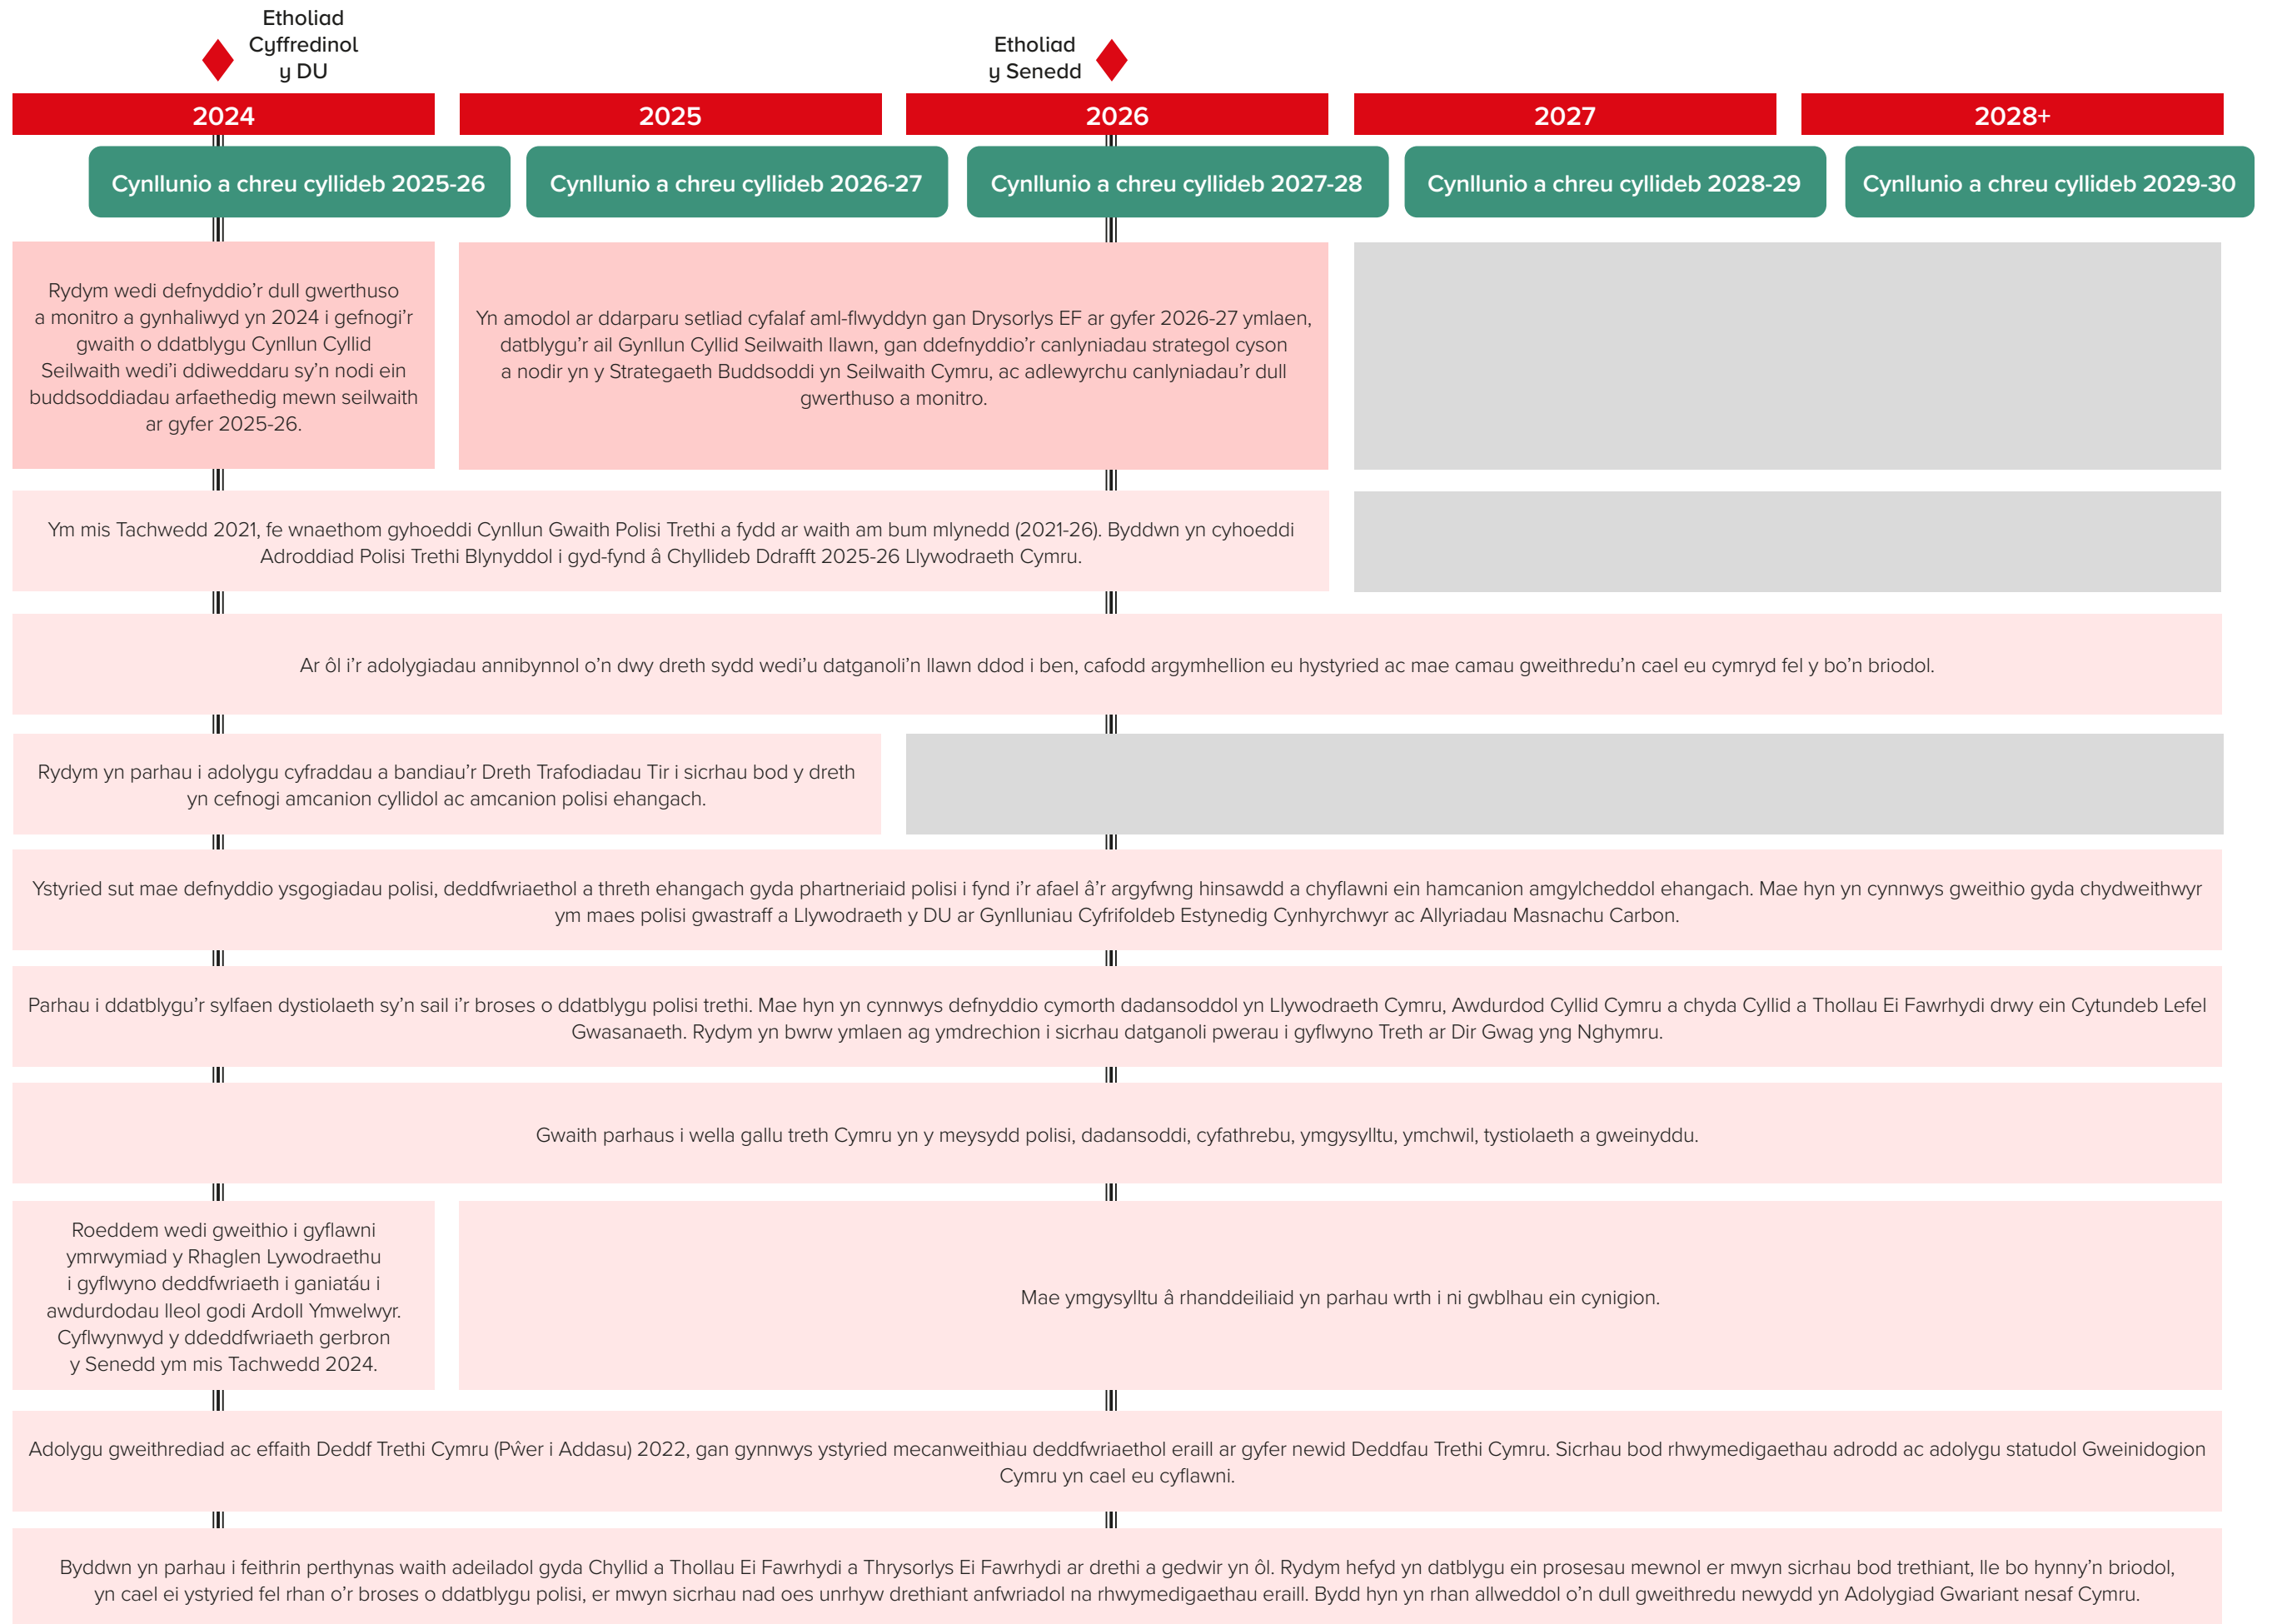 Etholiad
Cyffredinol
y DU
Etholiad
y Senedd
2024
2025
2026
2027
2028+
Cynllunio a chreu cyllideb 2025-26
Cynllunio a chreu cyllideb 2026-27
Cynllunio a chreu cyllideb 2027-28
Cynllunio a chreu cyllideb 2028-29
Cynllunio a chreu cyllideb 2029-30
Rydym wedi defnyddio’r dull gwerthuso
a monitro a gynhaliwyd yn 2024 i gefnogi’r
gwaith o ddatblygu Cynllun Cyllid
Seilwaith wedi’i ddiweddaru sy’n nodi ein
buddsoddiadau arfaethedig mewn seilwaith
ar gyfer 2025-26.
Yn amodol ar ddarparu setliad cyfalaf aml-flwyddyn gan Drysorlys EF ar gyfer 2026-27 ymlaen,
datblygu’r ail Gynllun Cyllid Seilwaith llawn, gan ddefnyddio’r canlyniadau strategol cyson
a nodir yn y Strategaeth Buddsoddi yn Seilwaith Cymru, ac adlewyrchu canlyniadau’r dull
gwerthuso a monitro.
Ym mis Tachwedd 2021, fe wnaethom gyhoeddi Cynllun Gwaith Polisi Trethi a fydd ar waith am bum mlynedd (2021-26). Byddwn yn cyhoeddi
Adroddiad Polisi Trethi Blynyddol i gyd-fynd â Chyllideb Ddrafft 2025-26 Llywodraeth Cymru.
Ar ôl i’r adolygiadau annibynnol o’n dwy dreth sydd wedi’u datganoli’n llawn ddod i ben, cafodd argymhellion eu hystyried ac mae camau gweithredu’n cael eu cymryd fel y bo’n briodol.
Rydym yn parhau i adolygu cyfraddau a bandiau’r Dreth Trafodiadau Tir i sicrhau bod y dreth
yn cefnogi amcanion cyllidol ac amcanion polisi ehangach.
Ystyried sut mae defnyddio ysgogiadau polisi, deddfwriaethol a threth ehangach gyda phartneriaid polisi i fynd i’r afael â’r argyfwng hinsawdd a chyflawni ein hamcanion amgylcheddol ehangach. Mae hyn yn cynnwys gweithio gyda chydweithwyr
ym maes polisi gwastraff a Llywodraeth y DU ar Gynlluniau Cyfrifoldeb Estynedig Cynhyrchwyr ac Allyriadau Masnachu Carbon.
Parhau i ddatblygu’r sylfaen dystiolaeth sy’n sail i’r broses o ddatblygu polisi trethi. Mae hyn yn cynnwys defnyddio cymorth dadansoddol yn Llywodraeth Cymru, Awdurdod Cyllid Cymru a chyda Cyllid a Thollau Ei Fawrhydi drwy ein Cytundeb Lefel
Gwasanaeth. Rydym yn bwrw ymlaen ag ymdrechion i sicrhau datganoli pwerau i gyflwyno Treth ar Dir Gwag yng Nghymru.
Gwaith parhaus i wella gallu treth Cymru yn y meysydd polisi, dadansoddi, cyfathrebu, ymgysylltu, ymchwil, tystiolaeth a gweinyddu.
Roeddem wedi gweithio i gyflawni
ymrwymiad y Rhaglen Lywodraethu
i gyflwyno deddfwriaeth i ganiatáu i
awdurdodau lleol godi Ardoll Ymwelwyr.
Cyflwynwyd y ddeddfwriaeth gerbron
y Senedd ym mis Tachwedd 2024.
Mae ymgysylltu â rhanddeiliaid yn parhau wrth i ni gwblhau ein cynigion.
Adolygu gweithrediad ac effaith Deddf Trethi Cymru (Pŵer i Addasu) 2022, gan gynnwys ystyried mecanweithiau deddfwriaethol eraill ar gyfer newid Deddfau Trethi Cymru. Sicrhau bod rhwymedigaethau adrodd ac adolygu statudol Gweinidogion
Cymru yn cael eu cyflawni.
Byddwn yn parhau i feithrin perthynas waith adeiladol gyda Chyllid a Thollau Ei Fawrhydi a Thrysorlys Ei Fawrhydi ar drethi a gedwir yn ôl. Rydym hefyd yn datblygu ein prosesau mewnol er mwyn sicrhau bod trethiant, lle bo hynny’n briodol,
yn cael ei ystyried fel rhan o’r broses o ddatblygu polisi, er mwyn sicrhau nad oes unrhyw drethiant anfwriadol na rhwymedigaethau eraill. Bydd hyn yn rhan allweddol o’n dull gweithredu newydd yn Adolygiad Gwariant nesaf Cymru.